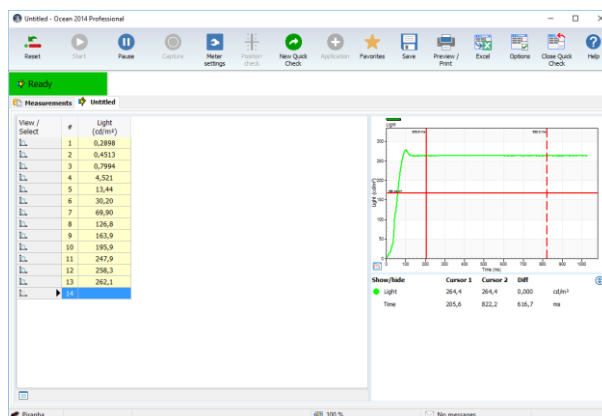 Untitled - Ocean 2014 Professional
Reset Start Pause Capture Meter settings Position check New Quick Check Application Favorites Save Preview / Print Excel Options Close Quick Check Help
Ready
Measurements Untitled
View / Select # Light (cd/m²)
1 0,2898
2 0,4513
3 0,7994
4 4,521
5 13,44
6 30,20
7 69,90
8 126,8
9 163,9
10 195,9
11 247,9
12 258,3
13 262,1
14
Light
Light (cd/m²)
300
250
200
150
100
50
0
0 100 200 300 400 500 600 700 800 900 1000
Time (ms)
Show/hide Cursor 1 Cursor 2 Diff
Light 264,4 264,4 0,000 cd/m²
Time 205,6 822,2 616,7 ms
Piranha 100 % No messages